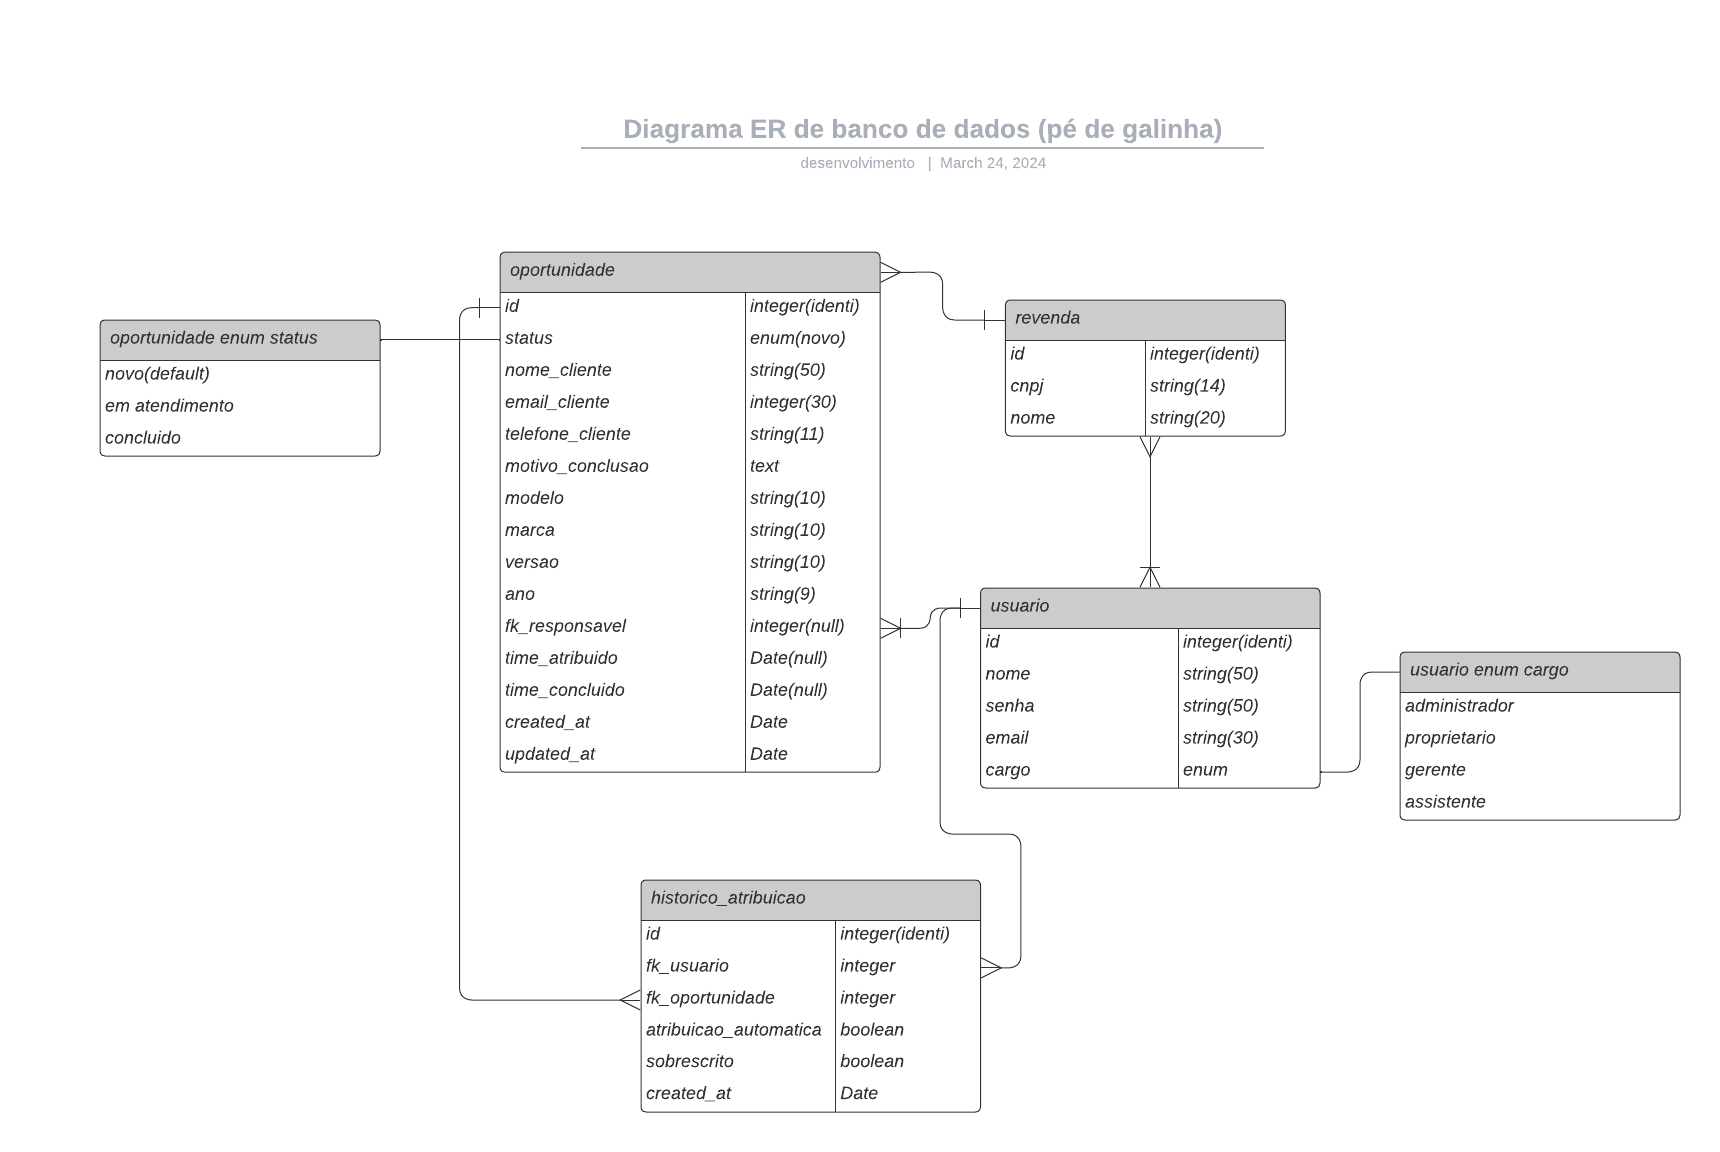 Diagrama ER de banco de dados (pé de galinha)
desenvolvimento | March 24, 2024
oportunidade enum status
novo(default)
em atendimento
concluido
oportunidade
id integer(identi)
status enum(novo)
nome_cliente string(50)
email_cliente integer(30)
telefone_cliente string(11)
motivo_conclusao text
modelo string(10)
marca string(10)
versao string(10)
ano string(9)
fk_responsavel integer(null)
time_atribuido Date(null)
time_concluido Date(null)
created_at Date
updated_at Date
revenda
id integer(identi)
cnpj string(14)
nome string(20)
usuario
id integer(identi)
nome string(50)
senha string(50)
email string(30)
cargo enum
usuario enum cargo
administrador
proprietario
gerente
assistente
historico_atribuicao
id integer(identi)
fk_usuario integer
fk_oportunidade integer
atribuicao_automatica boolean
sobrescrito boolean
created_at Date